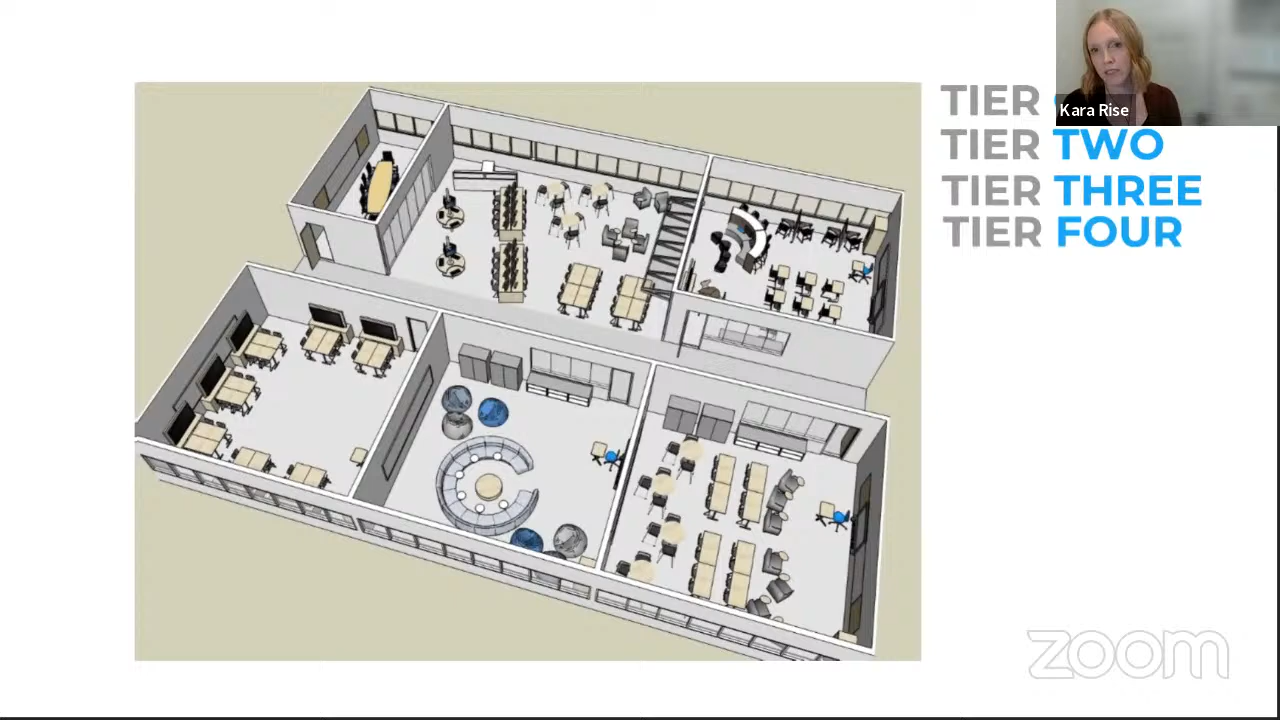 TIER
Kara Rise
TIER TWO
TIER THREE
TIER FOUR
zoom